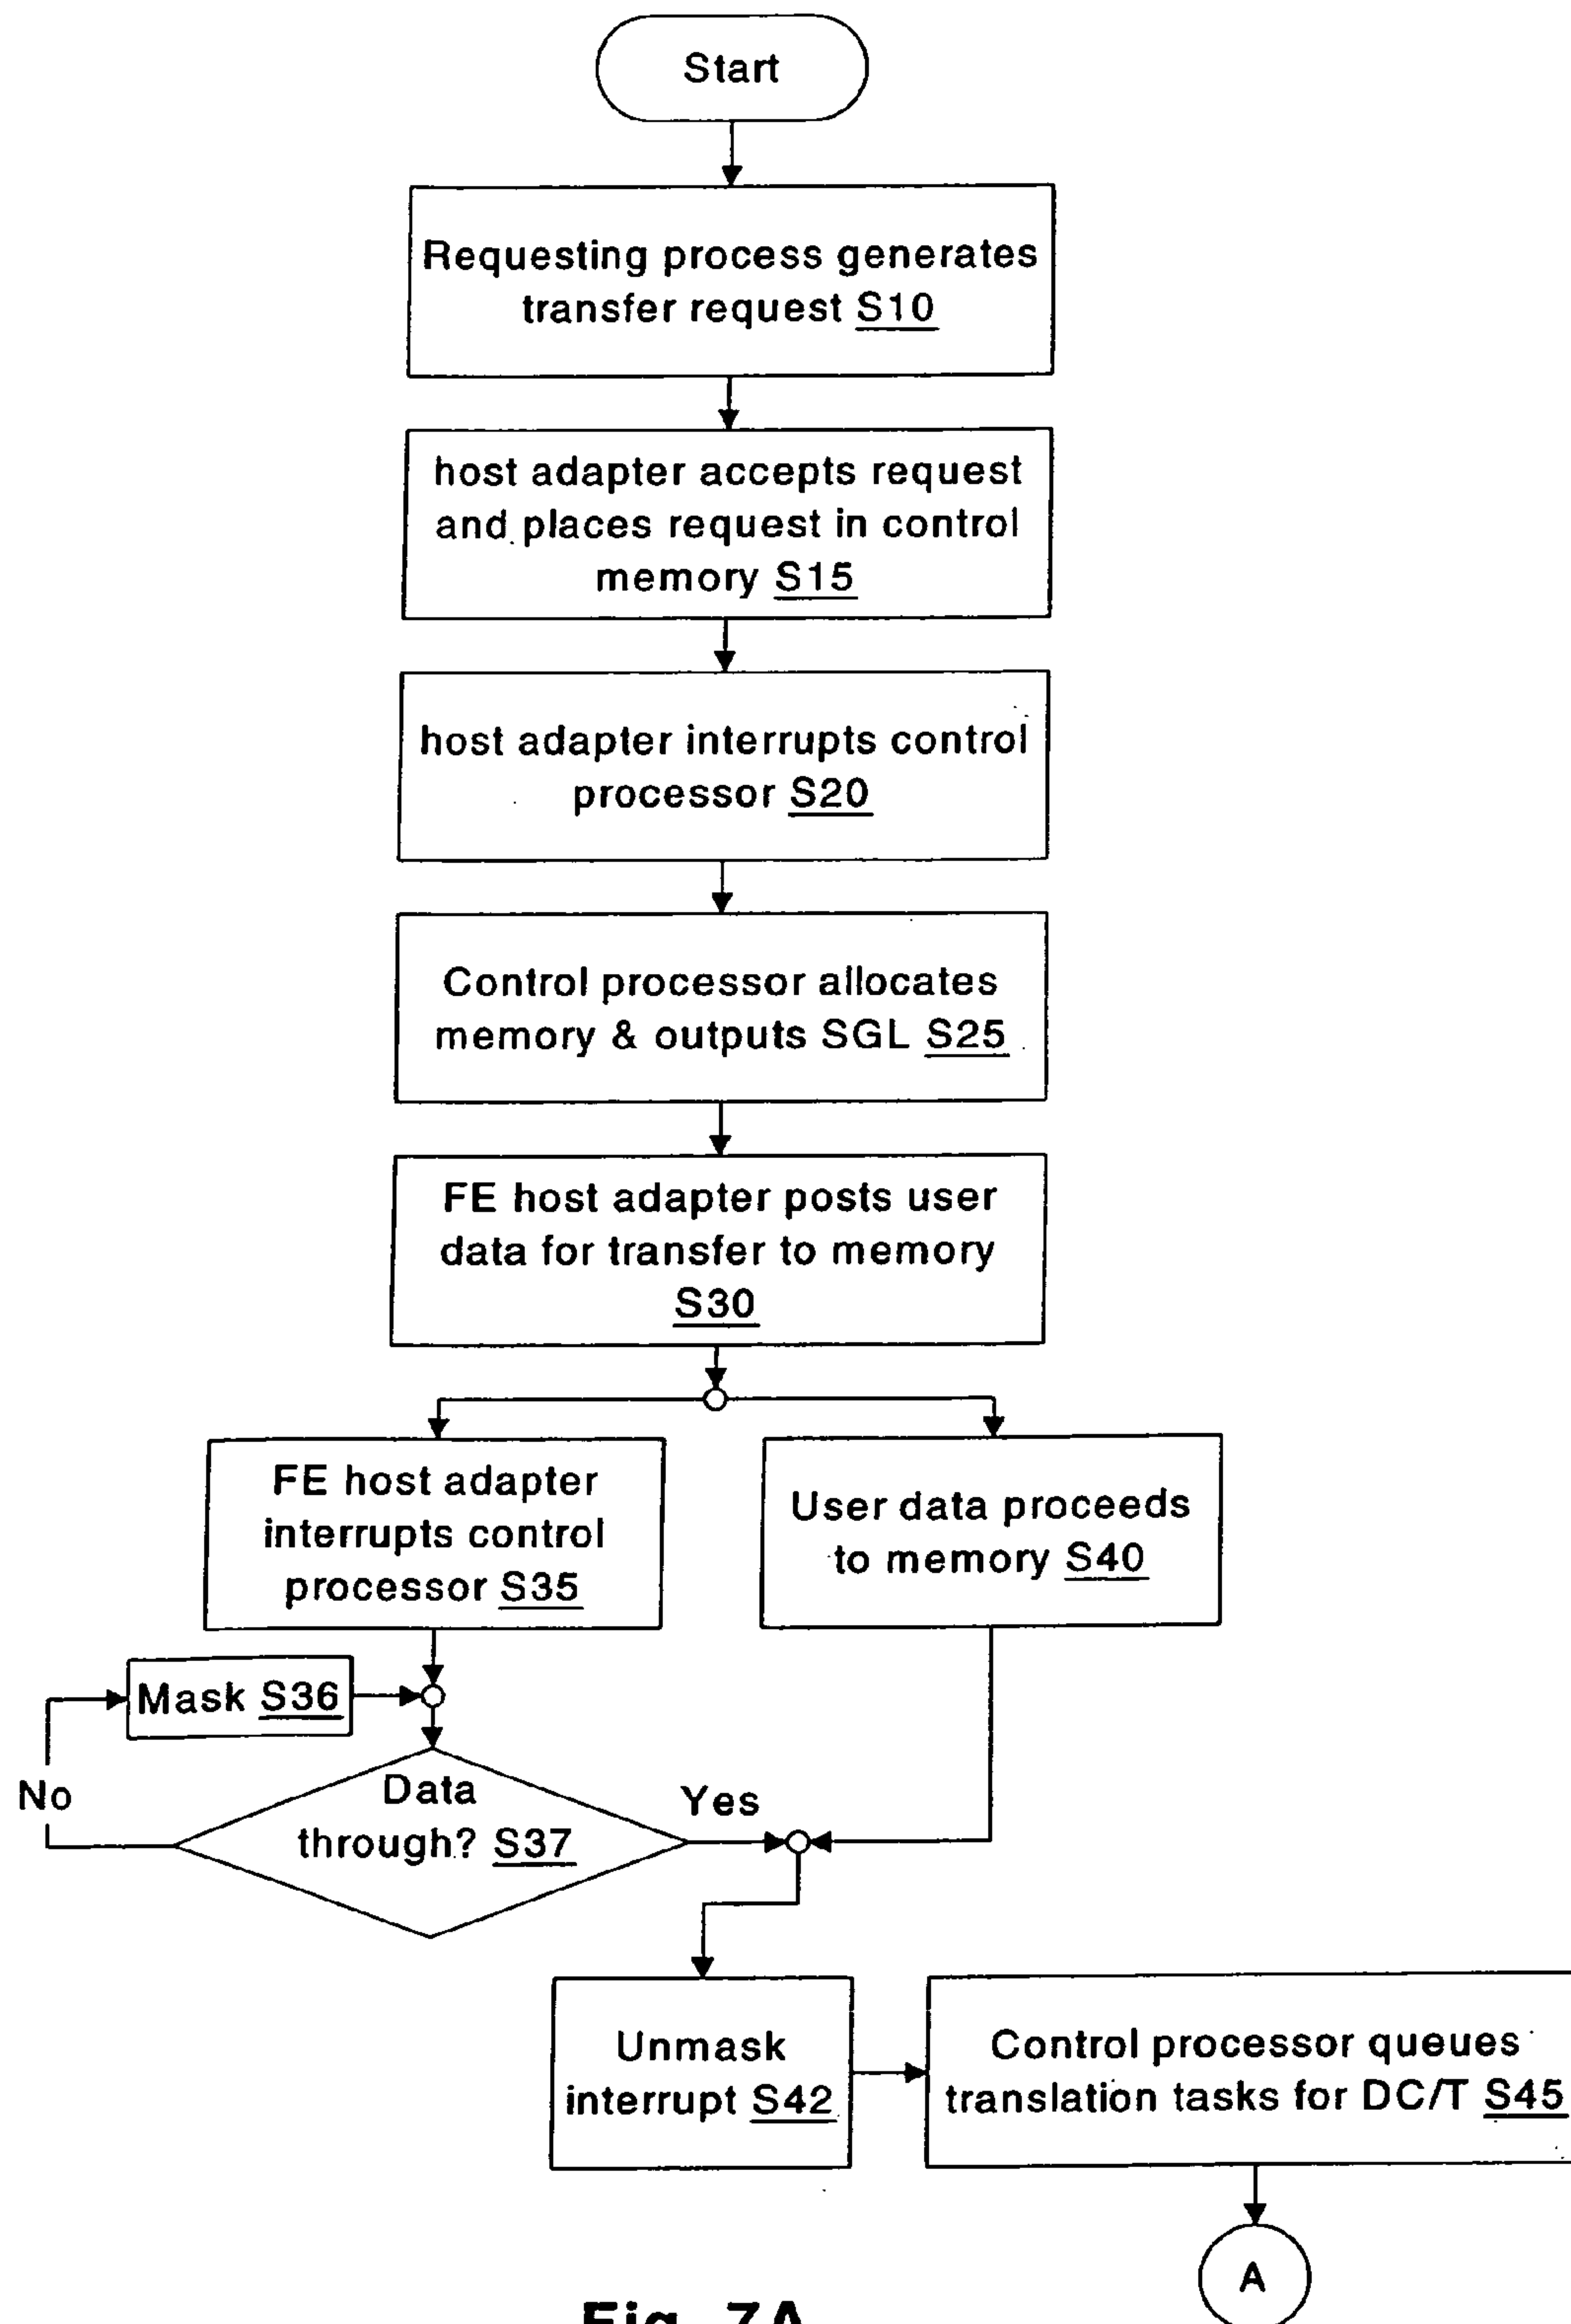 Start
Requesting process generates
transfer request S10
host adapter accepts request
and places request in control
memory S15
host adapter interrupts control
processor S20
Control processor allocates
memory & outputs SGL S25
FE host adapter posts user
data for transfer to memory
S30
FE host adapter
interrupts control
processor S35
User data proceeds
to memory S40
Mask S36
No
Data
through? S37
Yes
Unmask
interrupt S42
Control processor queues
translation tasks for DC/T S45
A
Fig. 7A